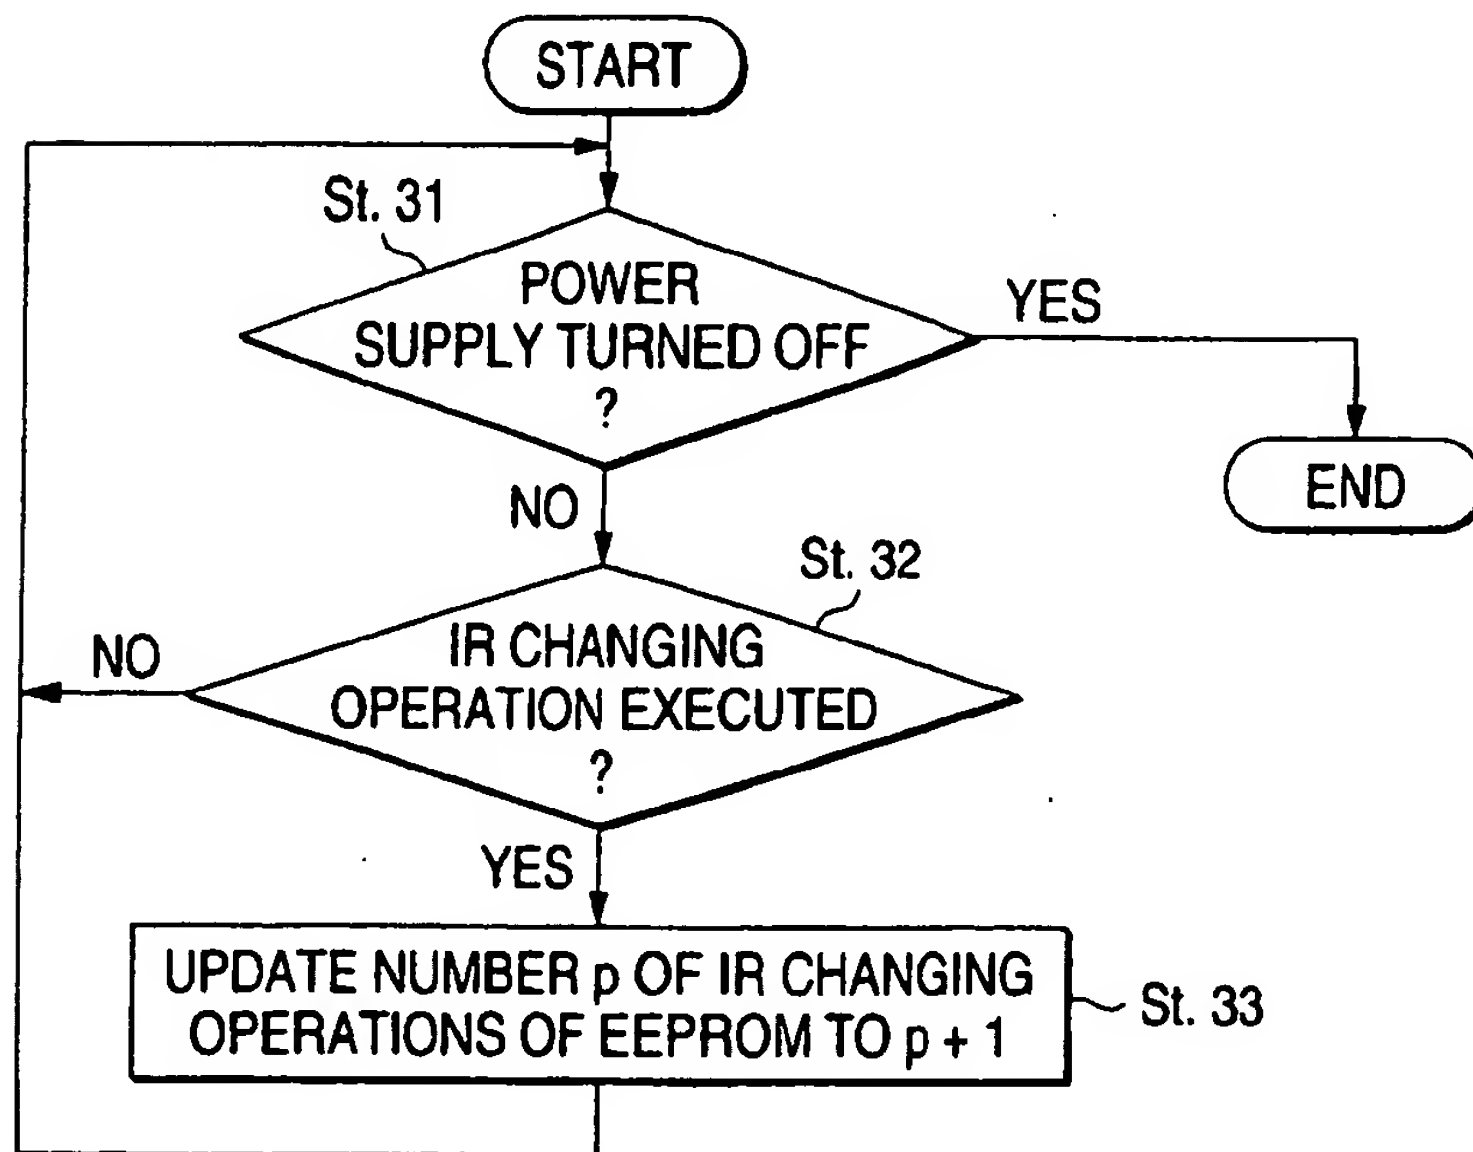 START
St. 31
POWER
SUPPLY TURNED OFF
?
YES
END
NO
St. 32
IR CHANGING
OPERATION EXECUTED
?
NO
YES
UPDATE NUMBER p OF IR CHANGING
OPERATIONS OF EEPROM TO p + 1
St. 33